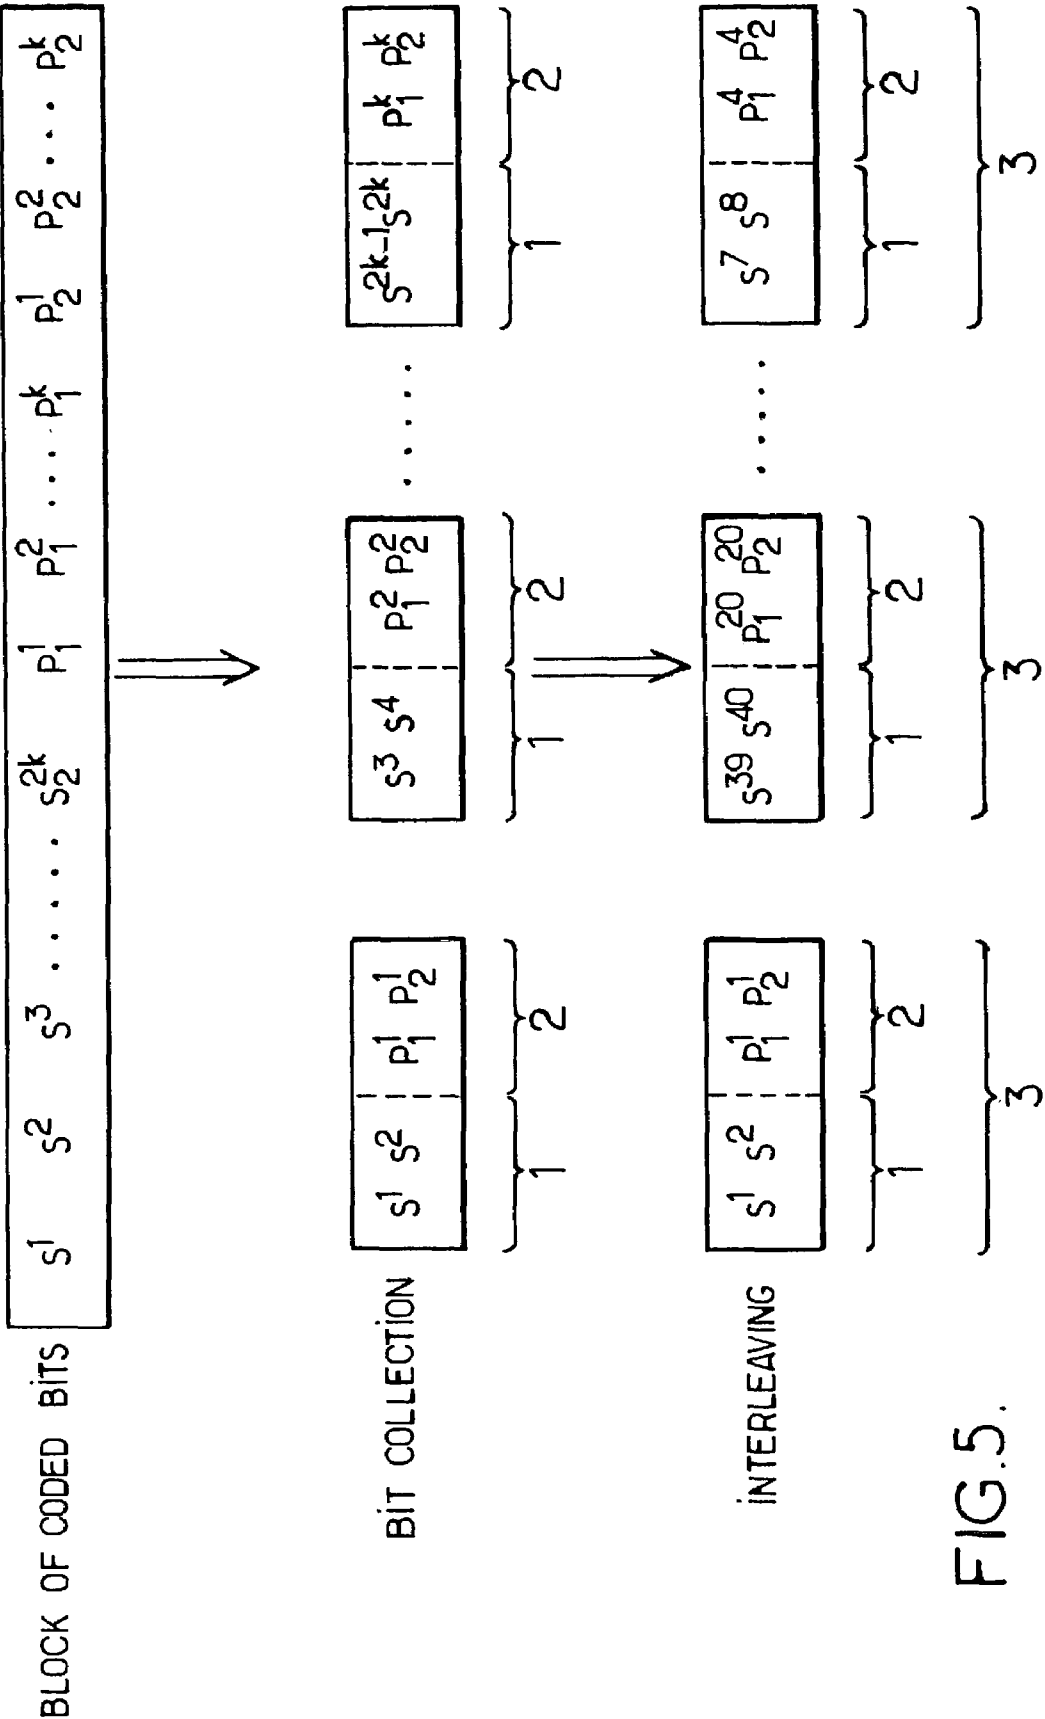 BLOCK OF CODED BITS S¹ S² S³ ..... S₂²ᵏ P₁¹ P₁² .... P₁ᵏ P₂¹ P₂² ... P₂ᵏ
BIT COLLECTION S¹ S² P₁¹ P₂¹ S³ S⁴ P₁² P₂² ..... S²ᵏ⁻¹ S²ᵏ P₁ᵏ P₂ᵏ
1 2 1 2 1 2
INTERLEAVING S¹ S² P₁¹ P₂¹ S³⁹ S⁴⁰ P₁²⁰ P₂²⁰ ..... S⁷ S⁸ P₁⁴ P₂⁴
1 2 1 2 1 2
3 3 3
FIG.5.